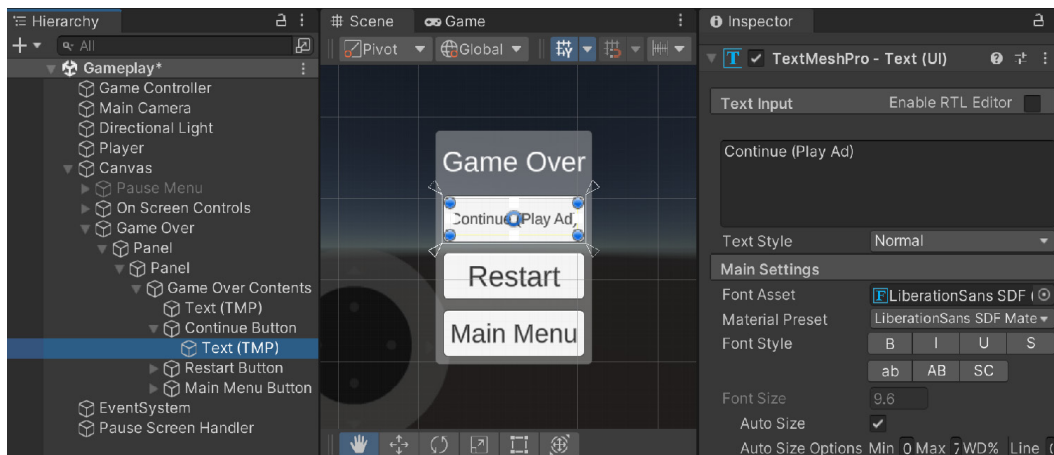 Hierarchy
All
Gameplay*
Game Controller
Main Camera
Directional Light
Player
Canvas
Pause Menu
On Screen Controls
Game Over
Panel
Panel
Game Over Contents
Text (TMP)
Continue Button
Text (TMP)
Restart Button
Main Menu Button
EventSystem
Pause Screen Handler
Scene
Game
Pivot
Global
Game Over
Continue (Play Ad)
Restart
Main Menu
Inspector
TextMeshPro - Text (UI)
Text Input Enable RTL Editor
Continue (Play Ad)
Text Style Normal
Main Settings
Font Asset LiberationSans SDF (
Material Preset LiberationSans SDF Mate
Font Style B I U S
ab AB SC
Font Size 9.6
Auto Size
Auto Size Options Min 0 Max 7 WD% Line